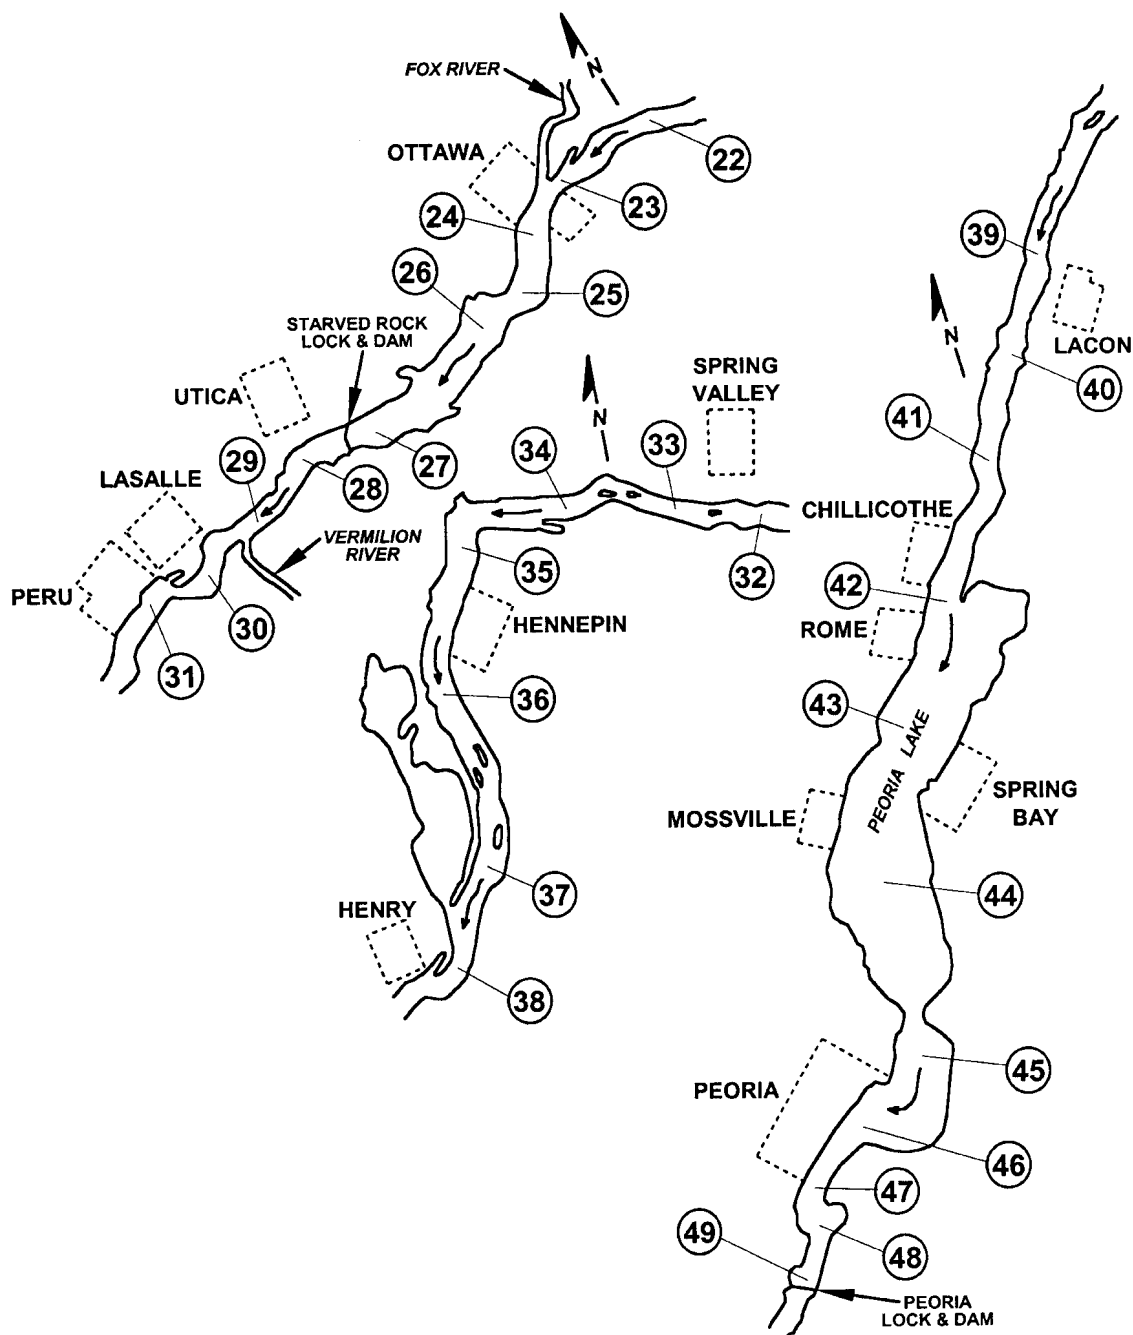 FOX RIVER
N
OTTAWA
22
23
24
25
26
STARVED ROCK
LOCK & DAM
UTICA
27
28
29
LASALLE
VERMILION
RIVER
PERU
30
31
N
SPRING
VALLEY
34
33
32
35
HENNEPIN
36
37
HENRY
38
39
N
LACON
40
41
CHILLICOTHE
42
ROME
43
PEORIA LAKE
MOSSVILLE
SPRING
BAY
44
45
PEORIA
46
47
48
49
PEORIA
LOCK & DAM